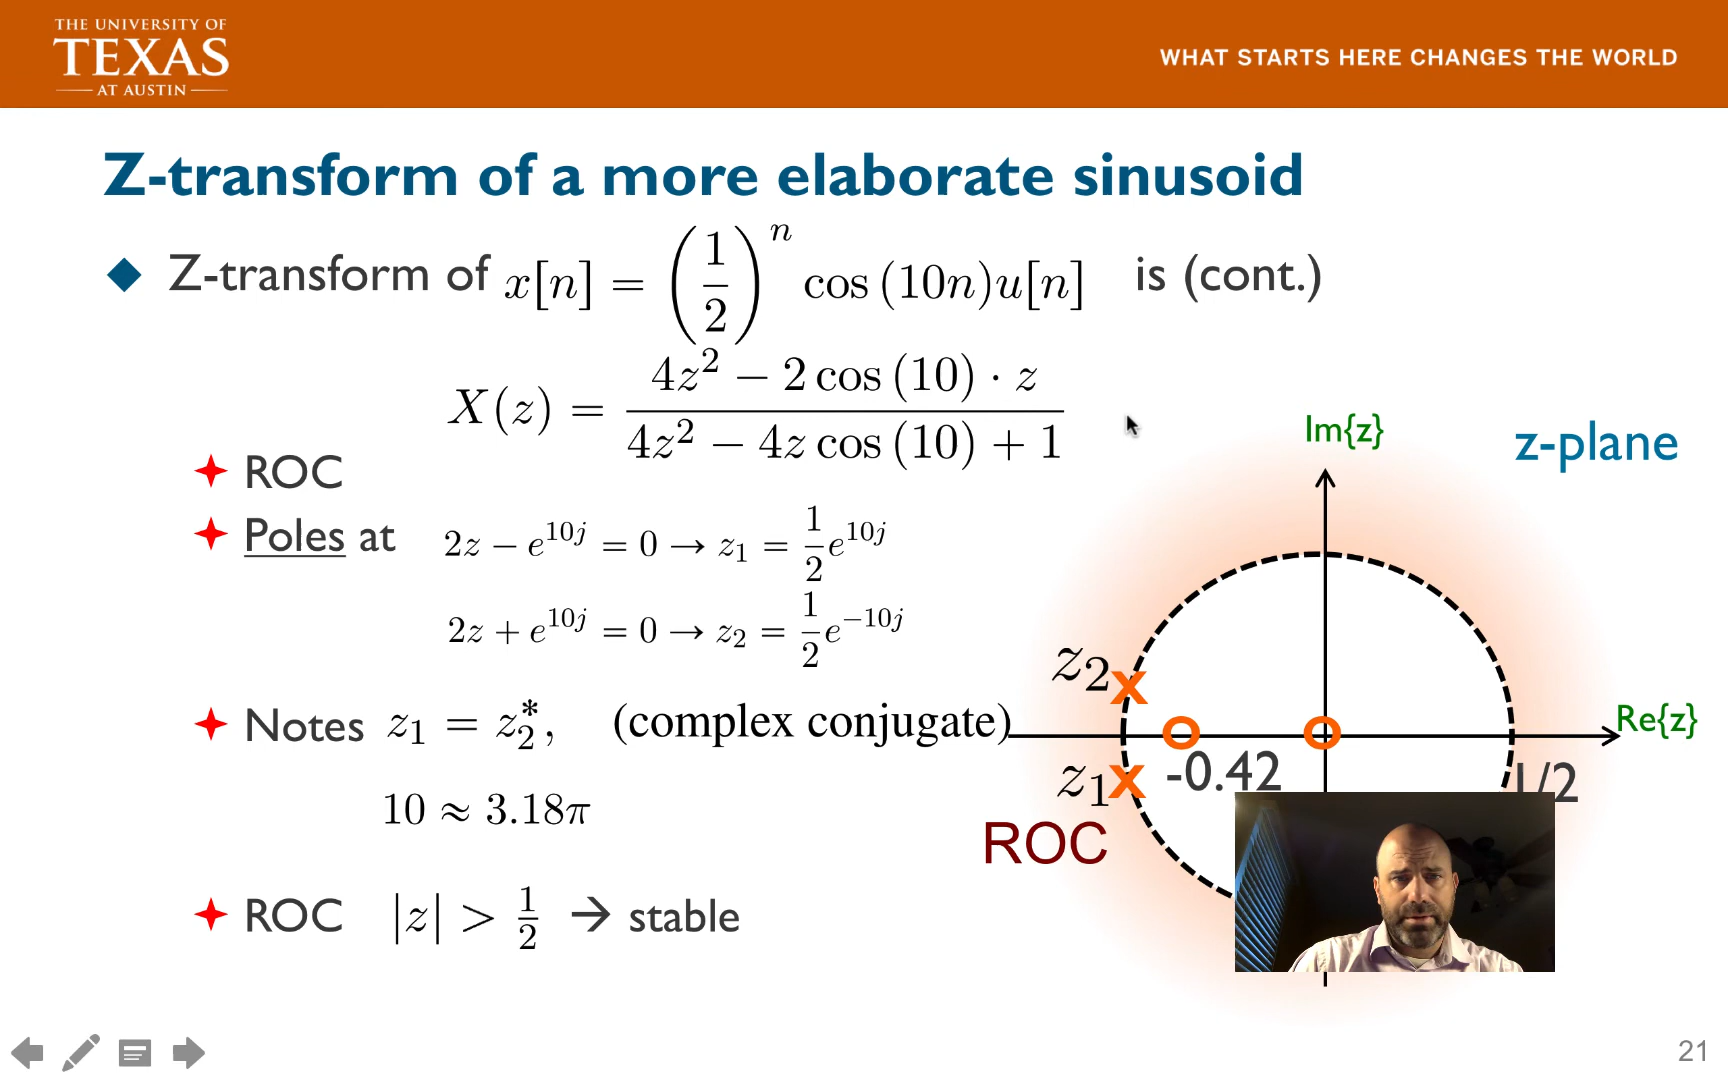 THE UNIVERSITY OF
TEXAS
AT AUSTIN
WHAT STARTS HERE CHANGES THE WORLD
Z-transform of a more elaborate sinusoid
Z-transform of x[n] = (1/2)^n cos (10n)u[n] is (cont.)
X(z) = (4z^2 − 2 cos (10) · z)/(4z^2 − 4z cos (10) + 1)
ROC
Poles at 2z − e^{10j} = 0 → z_1 = 1/2 e^{10j}
2z + e^{10j} = 0 → z_2 = 1/2 e^{−10j}
Notes z_1 = z_2^*, (complex conjugate)
10 ≈ 3.18π
ROC |z| > 1/2 → stable
Im{z}
z-plane
z_2
x
Re{z}
z_1
x
-0.42
1/2
ROC
21